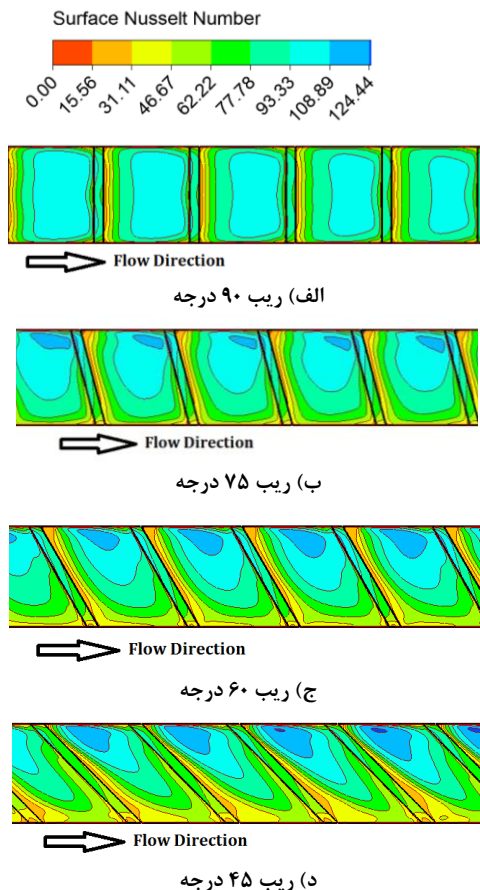 Surface Nusselt Number
0.00 15.56 31.11 46.67 62.22 77.78 93.33 108.89 124.44
Flow Direction
الف) ریب ۹۰ درجه
Flow Direction
ب) ریب ۷۵ درجه
Flow Direction
ج) ریب ۶۰ درجه
Flow Direction
د) ریب ۴۵ درجه